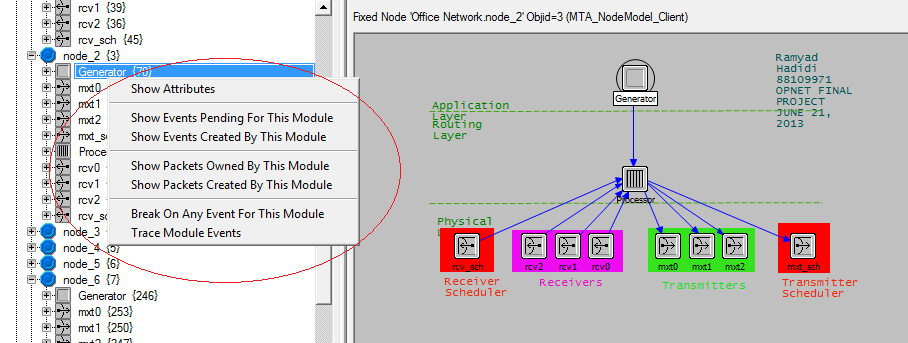 rcv1 {39}
rcv2 {36}
rcv_sch {45}
node_2 {3}
Generator {70}
mxt0
mxt1
mxt2
mxt_s
Proce
rcv0
rcv1
rcv2
rcv_s
node_3
node_4 {5}
node_5 {6}
node_6 {7}
Generator {246}
mxt0 {253}
mxt1 {250}
mxt2 {247}
Show Attributes
Show Events Pending For This Module
Show Events Created By This Module
Show Packets Owned By This Module
Show Packets Created By This Module
Break On Any Event For This Module
Trace Module Events
Fixed Node 'Office Network.node_2' Objid=3 (MTA_NodeModel_Client)
Generator
Application
Layer
Routing
Layer
Ramyad
Hadidi
88109971
OPNET FINAL
PROJECT
JUNE 21,
2013
Processor
Physical
rcv_sch
rcv2
rcv1
rcv0
mxt0
mxt1
mxt2
mxt_sch
Receiver
Scheduler
Receivers
Transmitters
Transmitter
Scheduler